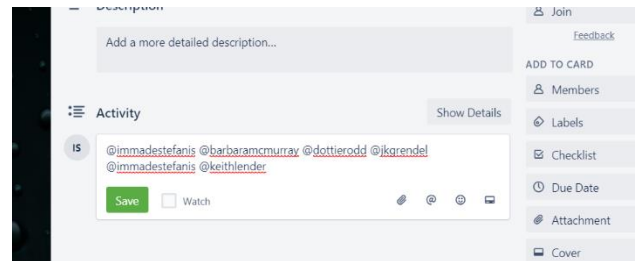 Description
Add a more detailed description...
Activity
Show Details
IS
@immadestefanis @barbaramcmurray @dottierodd @jkgrendel
@immadestefanis @keithlender
Save
Watch
Join
Feedback
ADD TO CARD
Members
Labels
Checklist
Due Date
Attachment
Cover